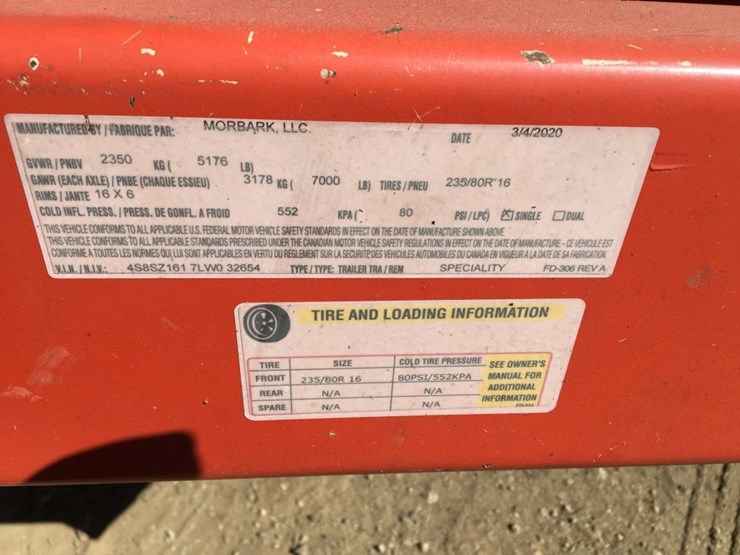 MANUFACTURED BY / FABRIQUE PAR: MORBARK, LLC. DATE 3/4/2020
GVWR / PNBV 2350 KG ( 5176 LB)
GAWR (EACH AXLE) / PNBE (CHAQUE ESSIEU) 3178 KG ( 7000 LB) TIRES / PNEU 235/80R 16
RIMS / JANTE 16 X 6
COLD INFL. PRESS. / PRESS. DE GONFL. A FROID 552 KPA ( 80 PSI / LPC) SINGLE DUAL
THIS VEHICLE CONFORMS TO ALL APPLICABLE U.S. FEDERAL MOTOR VEHICLE SAFETY STANDARDS IN EFFECT ON THE DATE OF MANUFACTURE SHOWN ABOVE.
THIS VEHICLE CONFORMS TO ALL APPLICABLE STANDARDS PRESCRIBED UNDER THE CANADIAN MOTOR VEHICLE SAFETY REGULATIONS IN EFFECT ON THE DATE OF MANUFACTURE - CE VEHICULE EST
CONFORME A TOUTES LES NORMES QUI LUI SONT APPLICABLES EN VERTU DU REGLEMENT SUR LA SECURITE DES VEHICULES AUTOMOBILES DU CANADA EN VIGUEUR A LA DATE DE SA FABRICATION.
V.I.N. / N.I.V.: 4S8SZ161 7LW0 32654 TYPE / TYPE: TRAILER TRA / REM SPECIALITY FD-306 REV A
TIRE AND LOADING INFORMATION
TIRE SIZE COLD TIRE PRESSURE SEE OWNER'S
FRONT 235/80R 16 80PSI/552KPA MANUAL FOR
REAR N/A N/A ADDITIONAL
SPARE N/A N/A INFORMATION